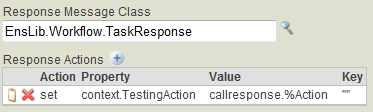 Response Message Class
EnsLib.Workflow.TaskResponse
Response Actions
Action Property Value Key
set context.TestingAction callresponse.%Action ""